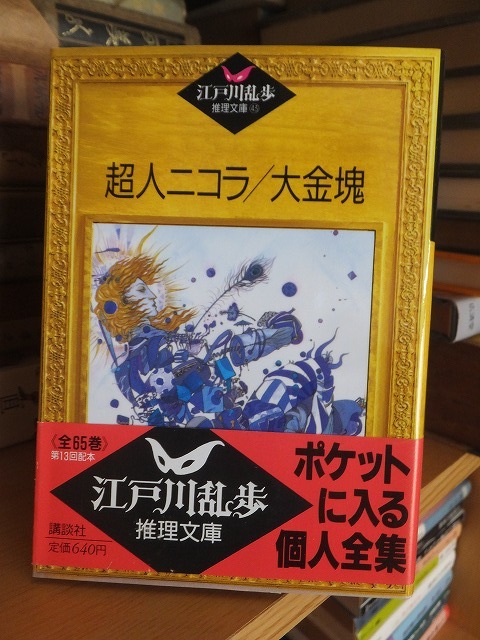 江戸川乱歩
推理文庫㊺
超人ニコラ/大金塊
《全65巻》
第13回配本
江戸川乱歩
推理文庫
講談社
定価640円
ポケット
に入る
個人全集